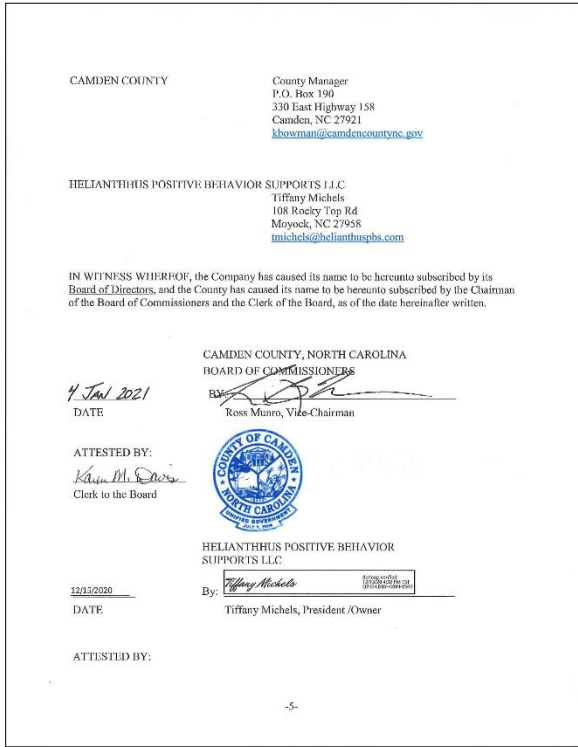 CAMDEN COUNTY County Manager
P.O. Box 190
330 East Highway 158
Camden, NC 27921
kbowman@camdencountync.gov
HELIANTHHUS POSITIVE BEHAVIOR SUPPORTS LLC
Tiffany Michels
108 Rocky Top Rd
Moyock, NC 27958
tmichels@helianthuspbs.com
IN WITNESS WHEREOF, the Company has caused its name to be hereunto subscribed by its
Board of Directors, and the County has caused its name to be hereunto subscribed by the Chairman
of the Board of Commissioners and the Clerk of the Board, as of the date hereinafter written.
CAMDEN COUNTY, NORTH CAROLINA
BOARD OF COMMISSIONERS
4 JAN 2021 BY
DATE Ross Munro, Vice-Chairman
ATTESTED BY:
Karen M. Davis
Clerk to the Board
COUNTY OF CAMDEN
NORTH CAROLINA
UNIFIED GOVERNMENT
HELIANTHHUS POSITIVE BEHAVIOR
SUPPORTS LLC
12/15/2020 By: Tiffany Michels dotloop verified
DATE Tiffany Michels, President /Owner
ATTESTED BY:
-5-